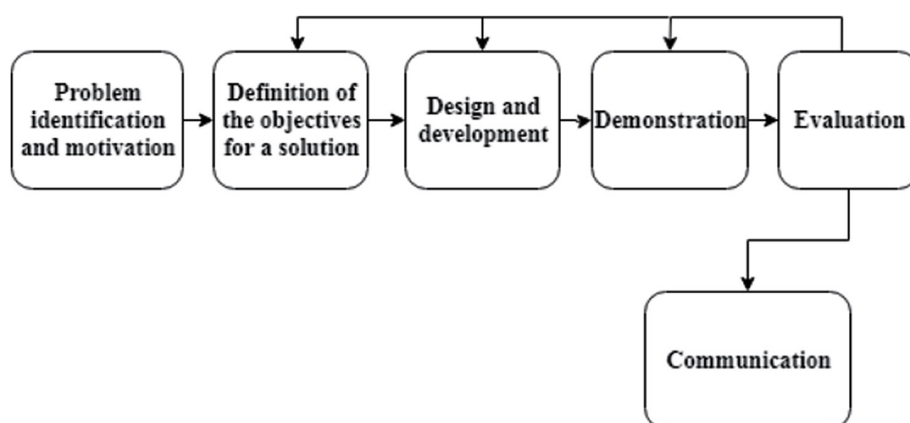 Problem
identification
and motivation
Definition of
the objectives
for a solution
Design and
development
Demonstration
Evaluation
Communication